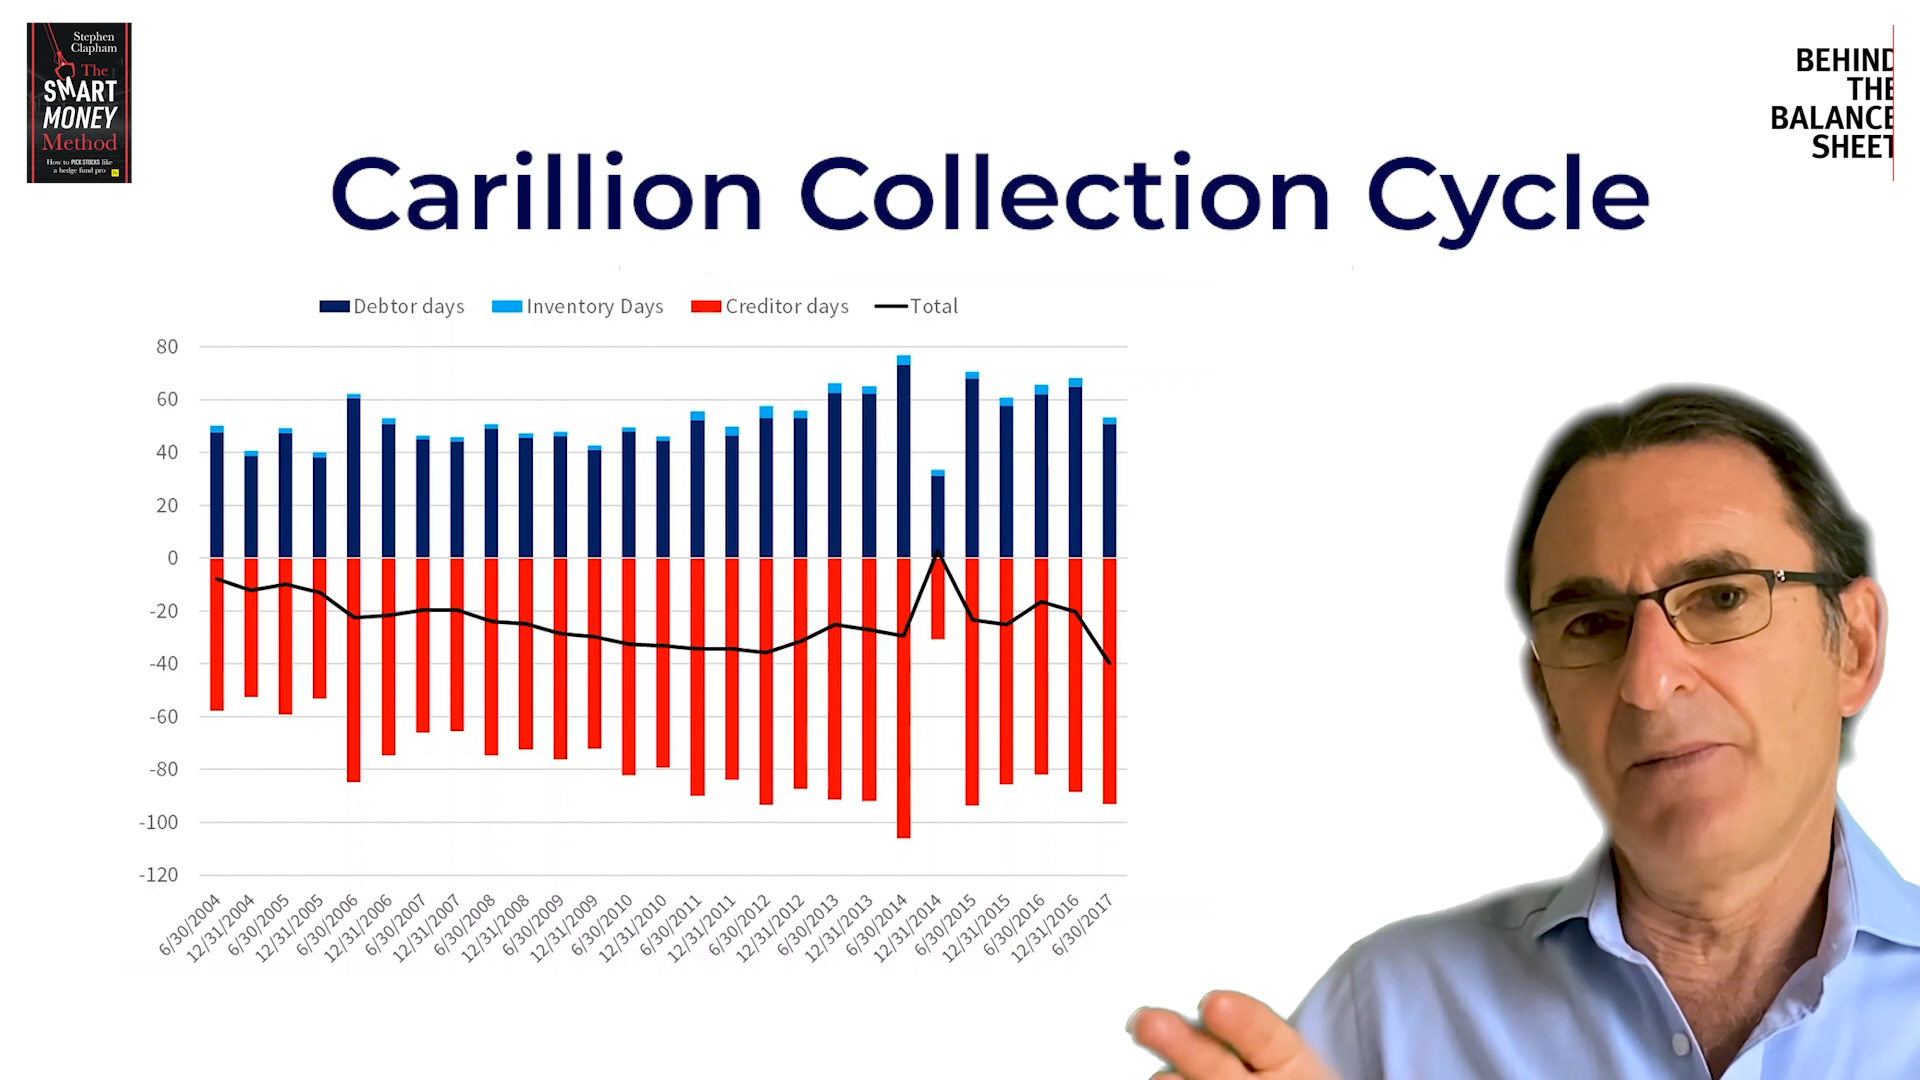 Stephen
Clapham
The
SMART
MONEY
Method
How to PICK STOCKS like
a hedge fund pro
BEHIND
THE
BALANCE
SHEET
Carillion Collection Cycle
Debtor days Inventory Days Creditor days Total
80
60
40
20
0
-20
-40
-60
-80
-100
-120
6/30/2004
12/31/2004
6/30/2005
12/31/2005
6/30/2006
12/31/2006
6/30/2007
12/31/2007
6/30/2008
12/31/2008
6/30/2009
12/31/2009
6/30/2010
12/31/2010
6/30/2011
12/31/2011
6/30/2012
12/31/2012
6/30/2013
12/31/2013
6/30/2014
12/31/2014
6/30/2015
12/31/2015
6/30/2016
12/31/2016
6/30/2017